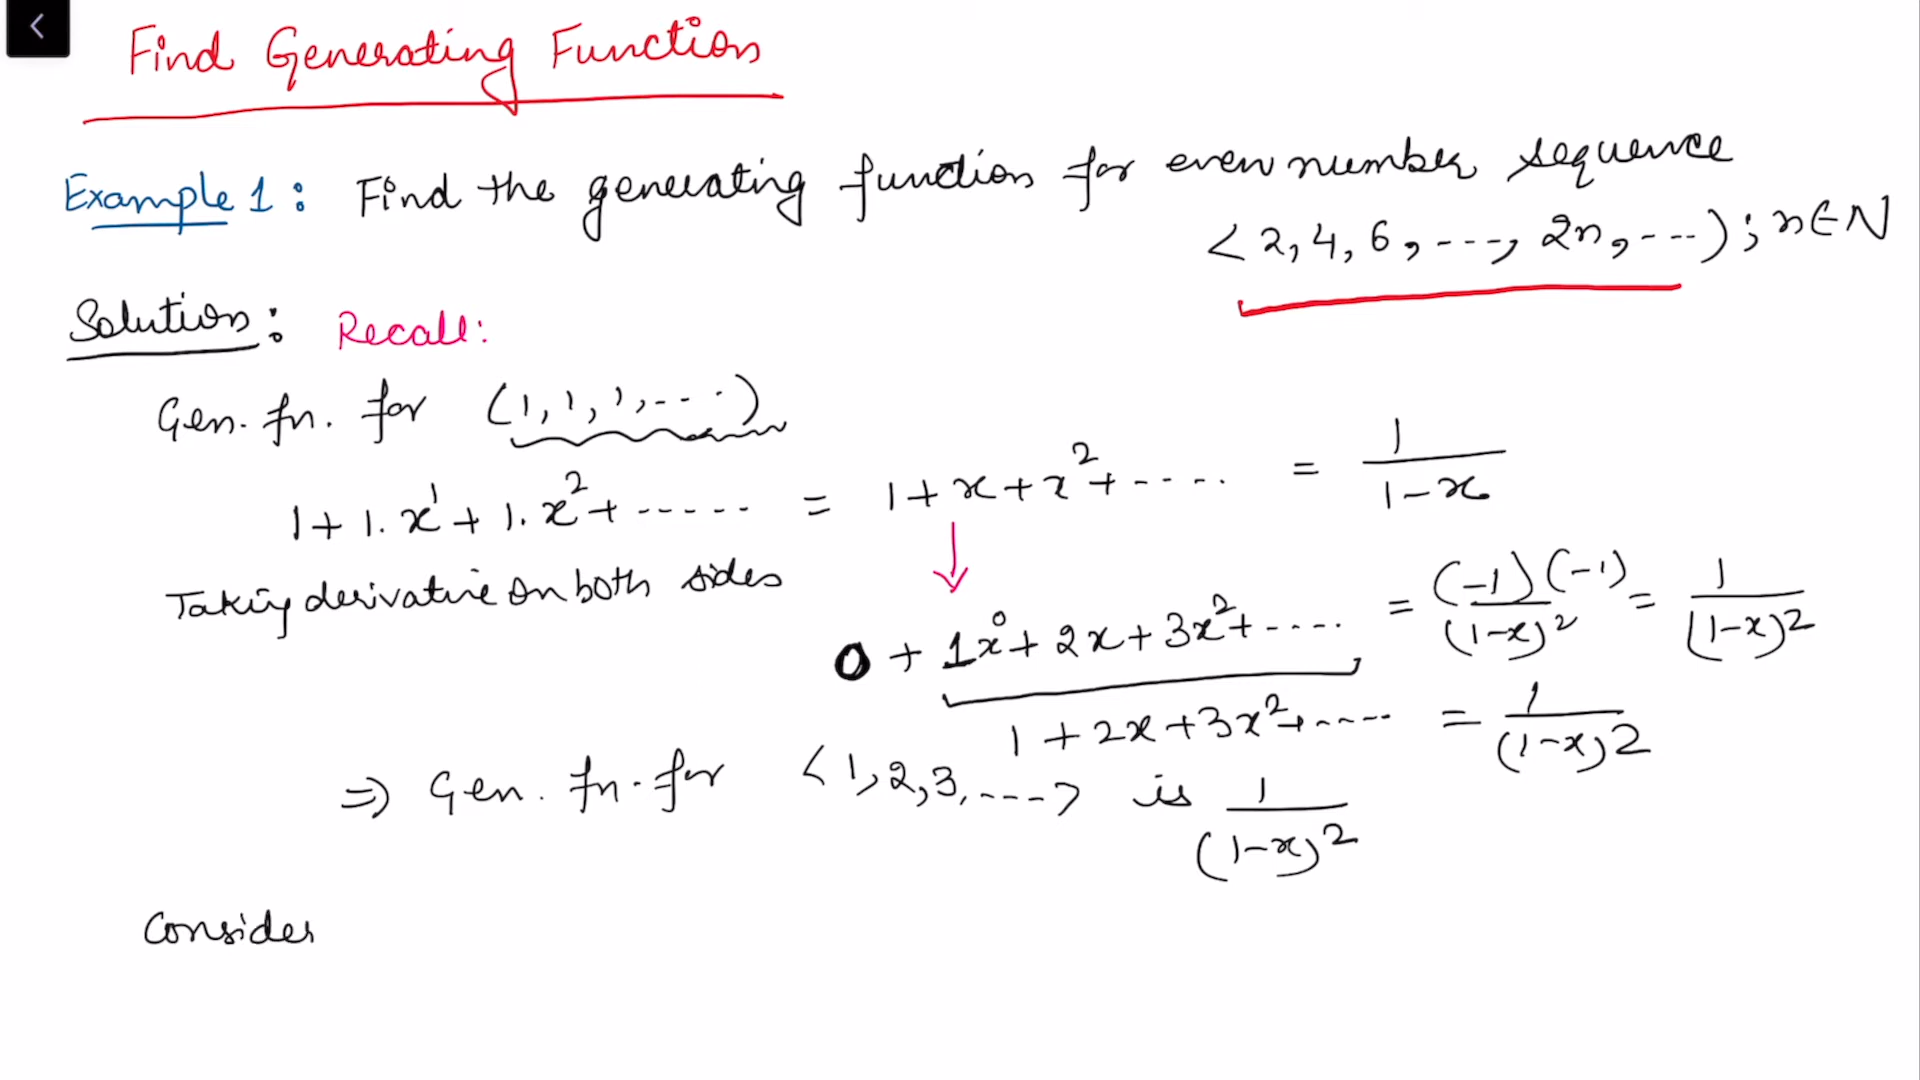 Find Generating Function
Example 1: Find the generating function for even number sequence
< 2, 4, 6, ----, 2n, ---- ); n∈N
Solution: Recall:
Gen. fn. for (1, 1, 1, ---- )
1 + 1.x¹ + 1.x² + ------ = 1 + x + x² + ---- = 1/(1-x)
Taking derivative on both sides
0 + 1x⁰ + 2x + 3x² + ---- = (-1)(-1)/(1-x)² = 1/(1-x)²
1 + 2x + 3x² + ---- = 1/(1-x)²
⇒ Gen. fn. for < 1, 2, 3, ---- > is 1/(1-x)²
Consider